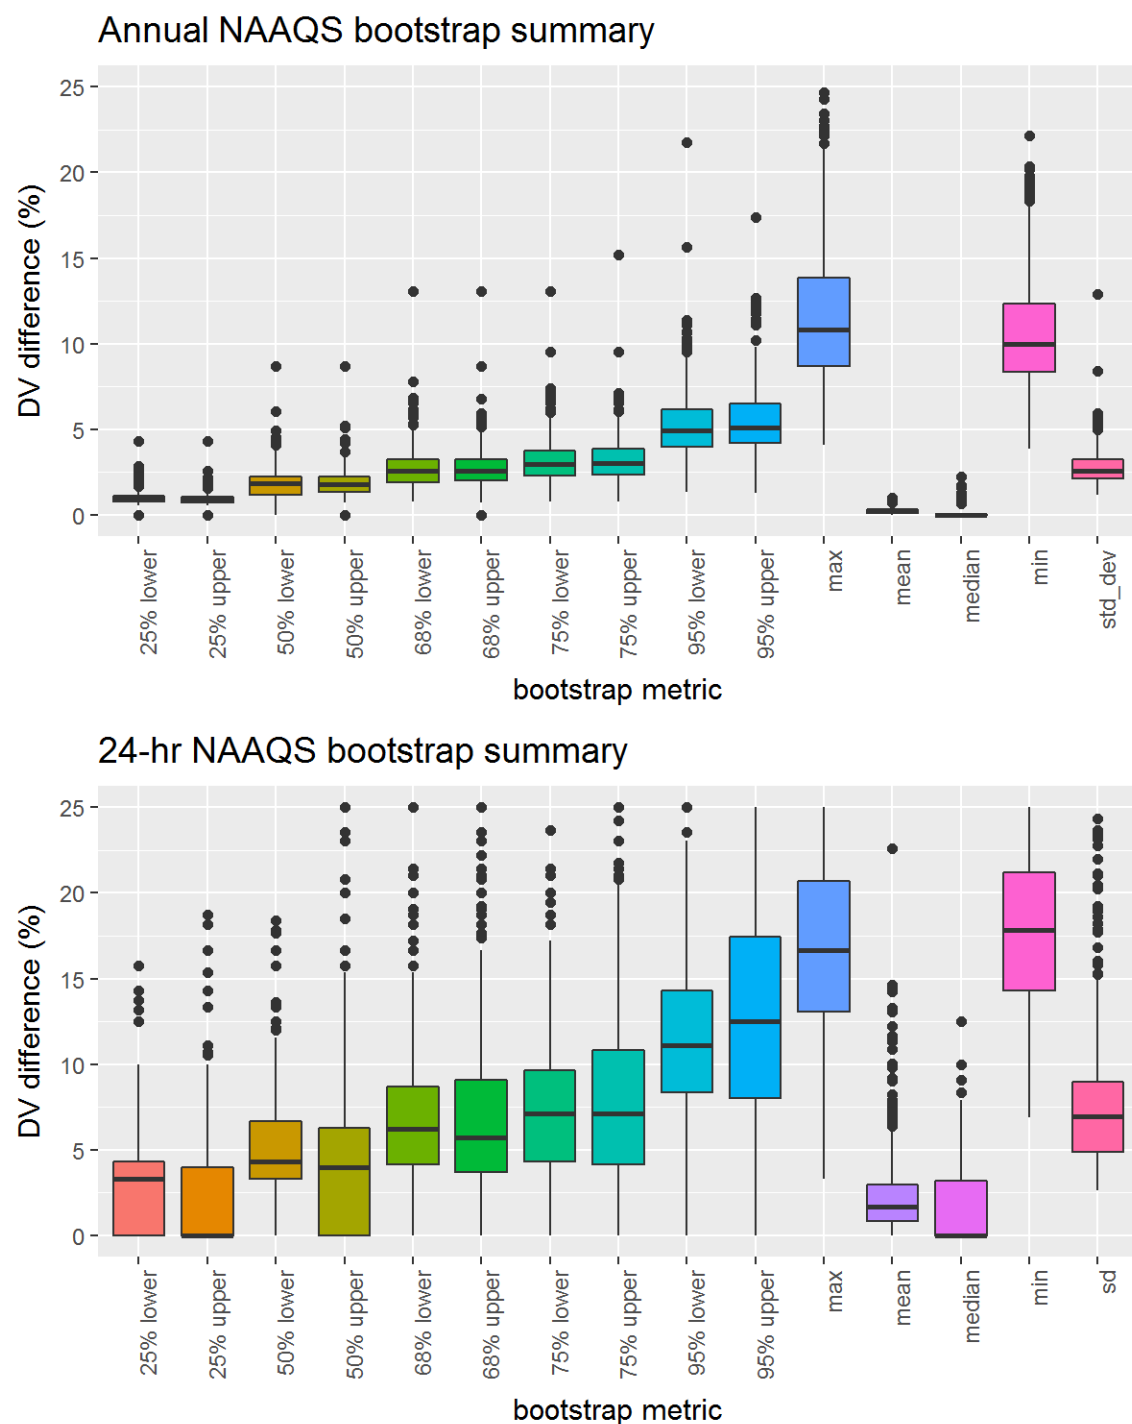 Annual NAAQS bootstrap summary
DV difference (%)
25
20
15
10
5
0
25% lower
25% upper
50% lower
50% upper
68% lower
68% upper
75% lower
75% upper
95% lower
95% upper
max
mean
median
min
std_dev
bootstrap metric
24-hr NAAQS bootstrap summary
DV difference (%)
25
20
15
10
5
0
25% lower
25% upper
50% lower
50% upper
68% lower
68% upper
75% lower
75% upper
95% lower
95% upper
max
mean
median
min
sd
bootstrap metric